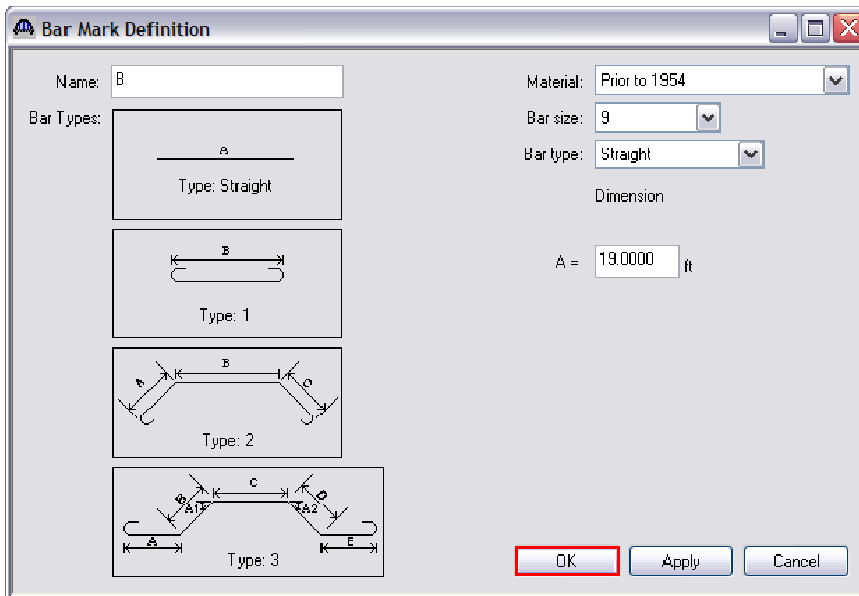 Bar Mark Definition
Name: B
Bar Types:
A
Type: Straight
B
Type: 1
A B C
Type: 2
A B A1 C A2 D E
Type: 3
Material: Prior to 1954
Bar size: 9
Bar type: Straight
Dimension
A = 19.0000 ft
OK Apply Cancel